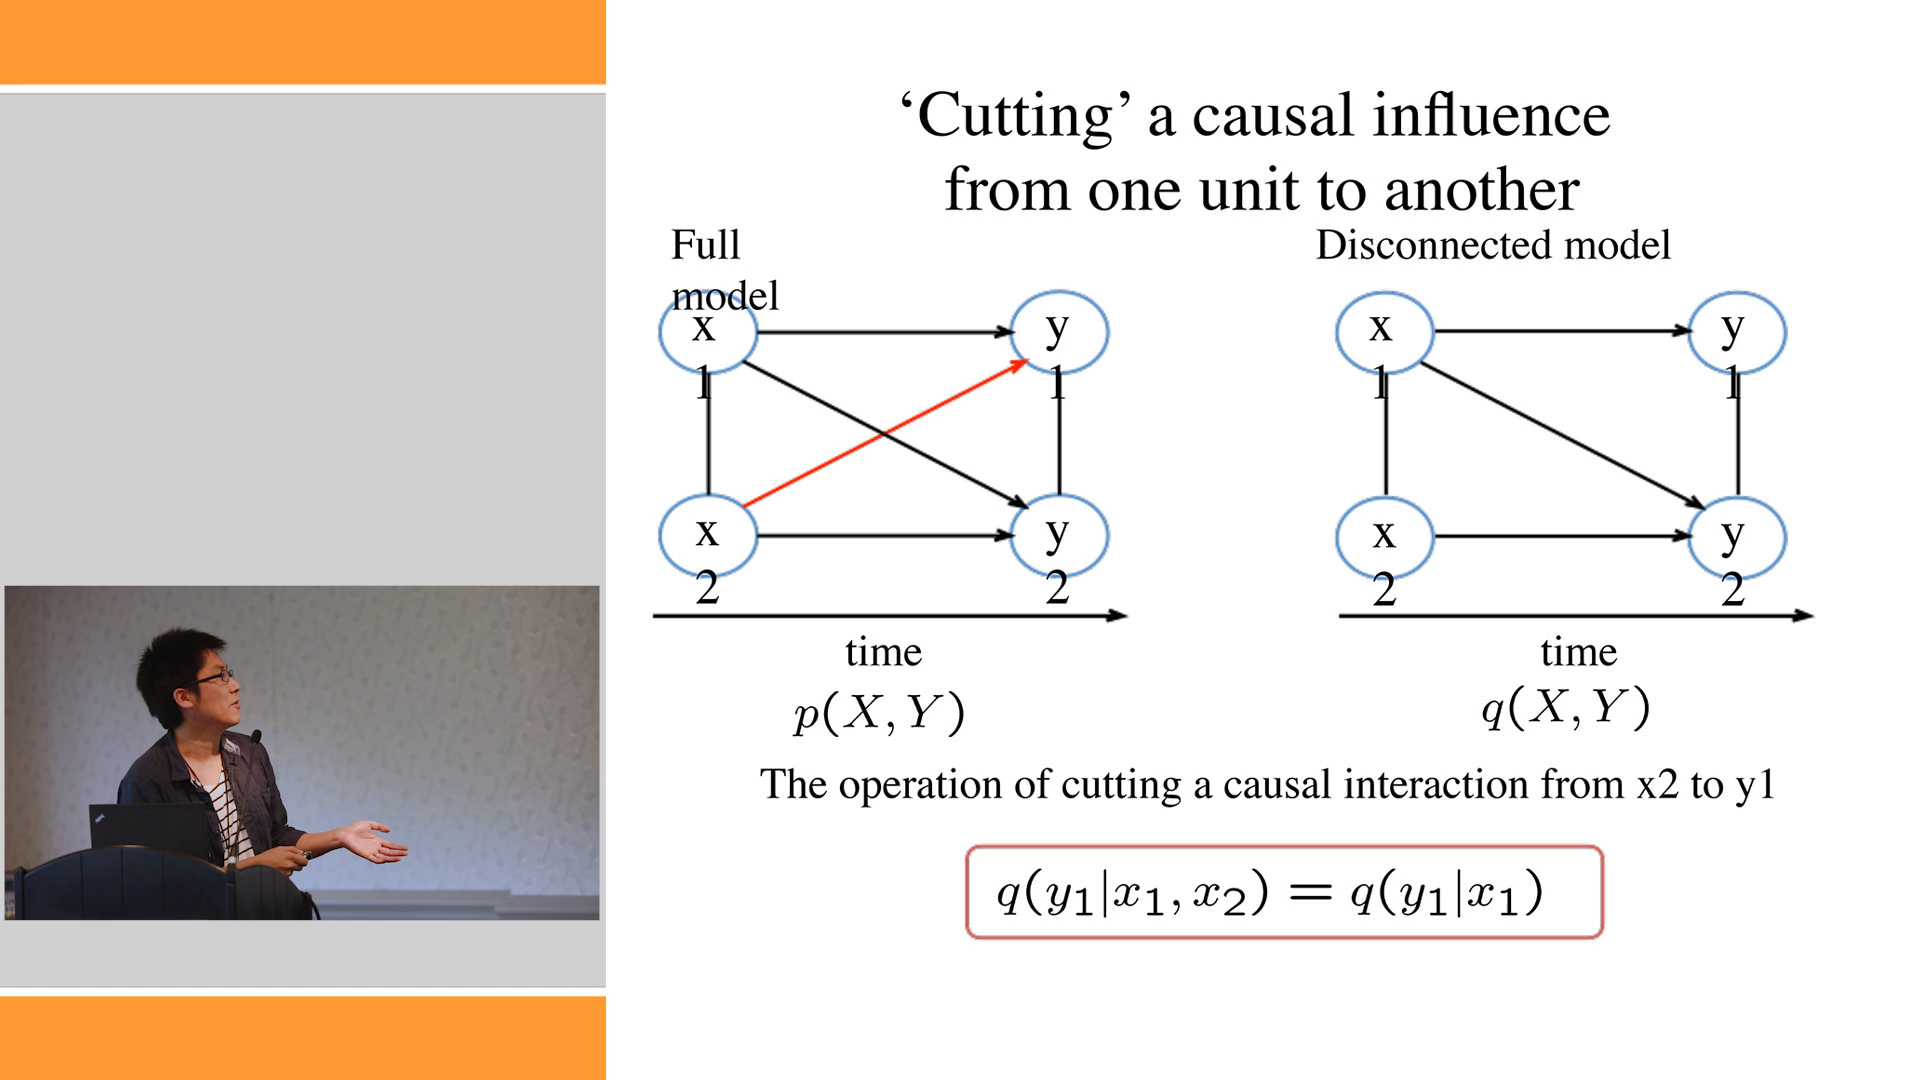 ‘Cutting’ a causal influence
from one unit to another
Full
model
x
1
y
1
x
2
y
2
time
p(X, Y)
Disconnected model
x
1
y
1
x
2
y
2
time
q(X, Y)
The operation of cutting a causal interaction from x2 to y1
q(y₁|x₁, x₂) = q(y₁|x₁)